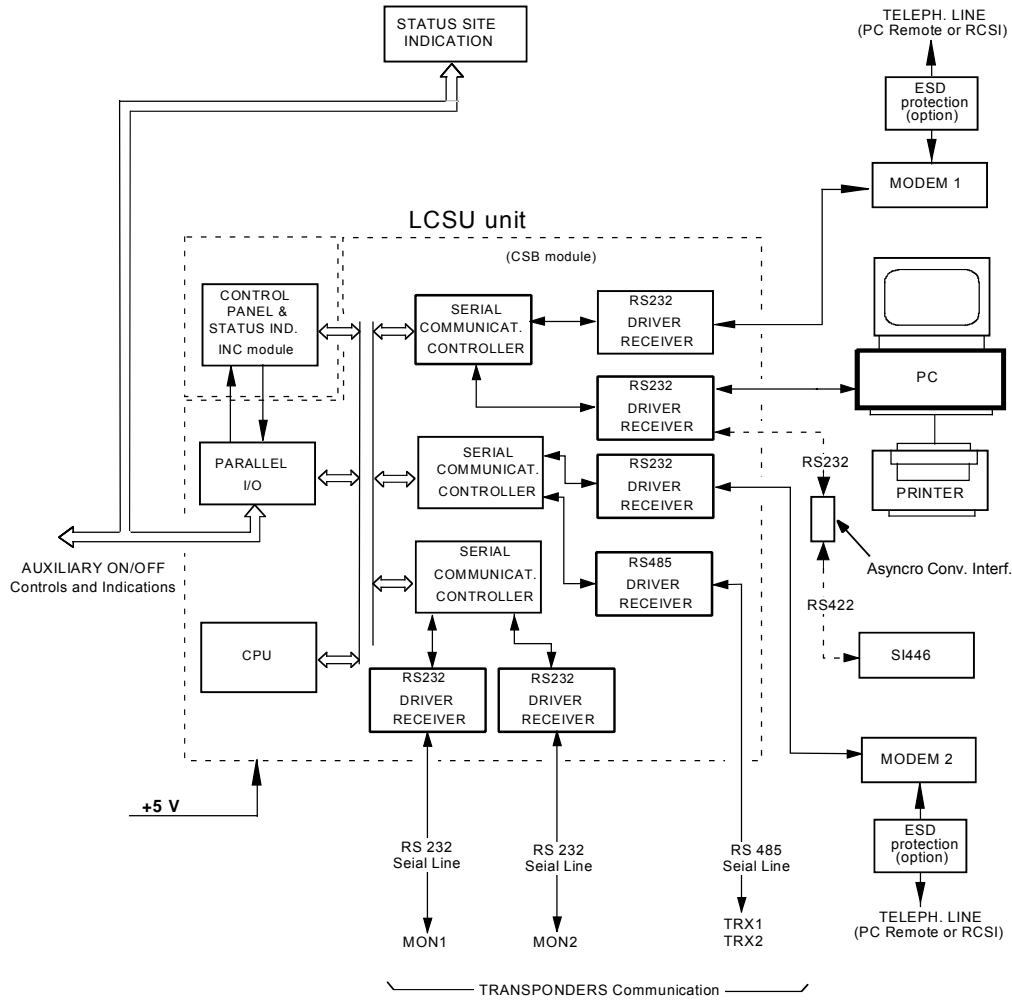 STATUS SITE
INDICATION
TELEPH. LINE
(PC Remote or RCSI)
ESD
protection
(option)
MODEM 1
LCSU unit
(CSB module)
CONTROL
PANEL &
STATUS IND.
INC module
SERIAL
COMMUNICAT.
CONTROLLER
RS232
DRIVER
RECEIVER
PC
RS232
DRIVER
RECEIVER
PARALLEL
I/O
SERIAL
COMMUNICAT.
CONTROLLER
RS232
DRIVER
RECEIVER
RS232
PRINTER
AUXILIARY ON/OFF
Controls and Indications
SERIAL
COMMUNICAT.
CONTROLLER
RS485
DRIVER
RECEIVER
Asyncro Conv. Interf.
RS422
CPU
SI446
RS232
DRIVER
RECEIVER
RS232
DRIVER
RECEIVER
MODEM 2
+5 V
ESD
protection
(option)
RS 232
Seial Line
RS 232
Seial Line
RS 485
Seial Line
MON1
MON2
TRX1
TRX2
TELEPH. LINE
(PC Remote or RCSI)
TRANSPONDERS Communication